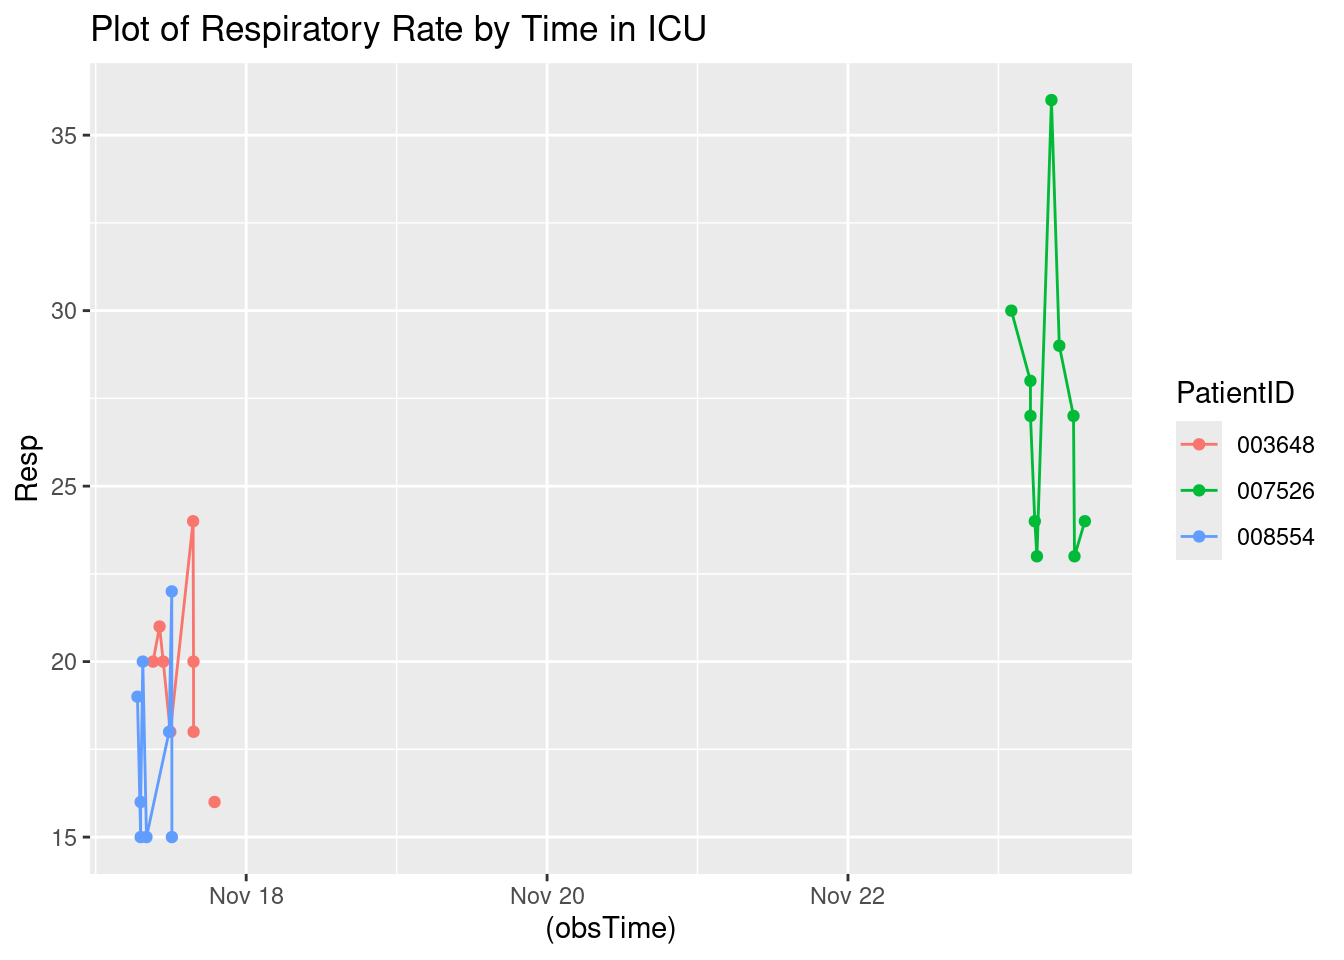 Plot of Respiratory Rate by Time in ICU
35
30
25
20
15
Resp
Nov 18
Nov 20
Nov 22
(obsTime)
PatientID
003648
007526
008554